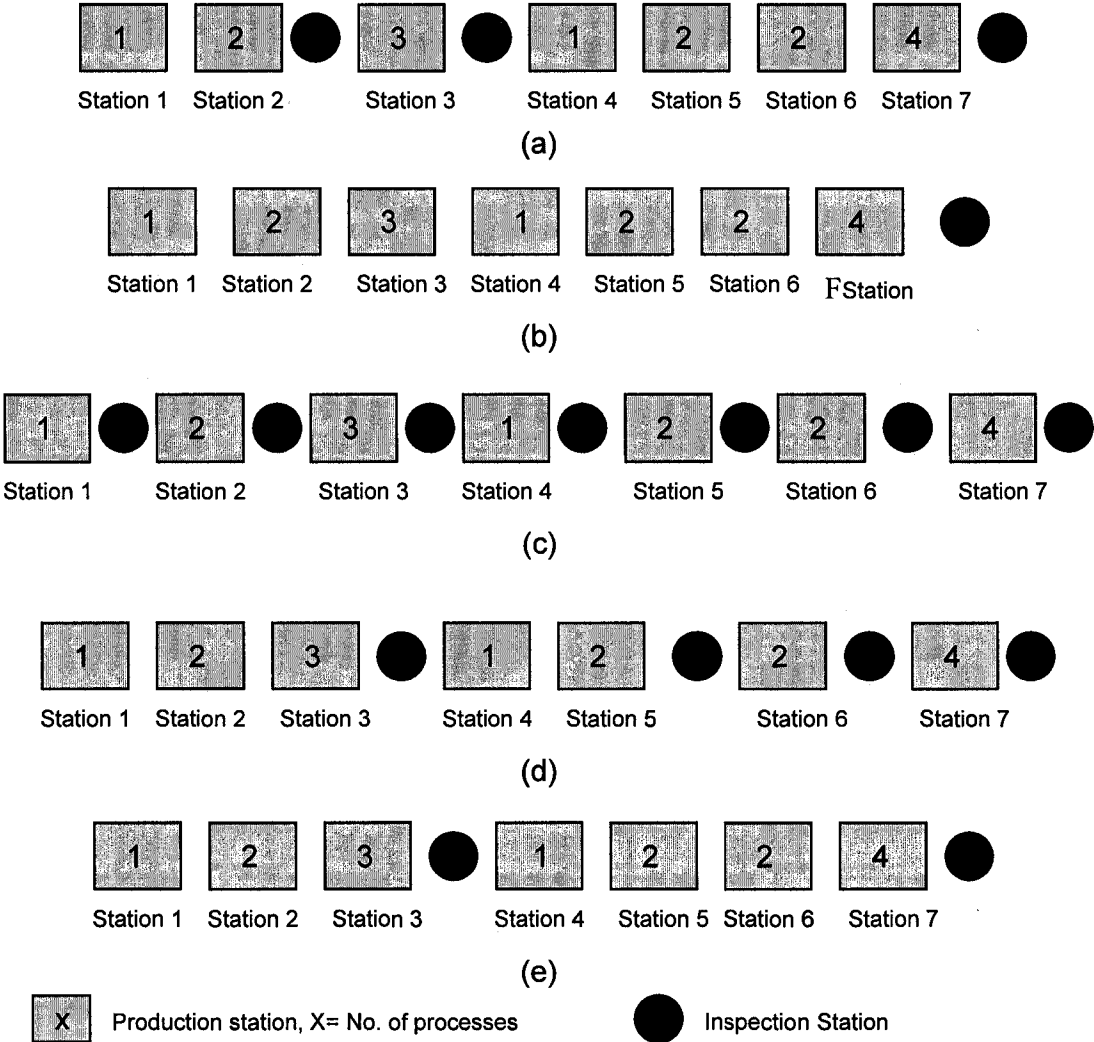 1 2 3 1 2 2 4
Station 1 Station 2 Station 3 Station 4 Station 5 Station 6 Station 7
(a)
1 2 3 1 2 2 4
Station 1 Station 2 Station 3 Station 4 Station 5 Station 6 FStation
(b)
1 2 3 1 2 2 4
Station 1 Station 2 Station 3 Station 4 Station 5 Station 6 Station 7
(c)
1 2 3 1 2 2 4
Station 1 Station 2 Station 3 Station 4 Station 5 Station 6 Station 7
(d)
1 2 3 1 2 2 4
Station 1 Station 2 Station 3 Station 4 Station 5 Station 6 Station 7
(e)
X Production station, X= No. of processes Inspection Station